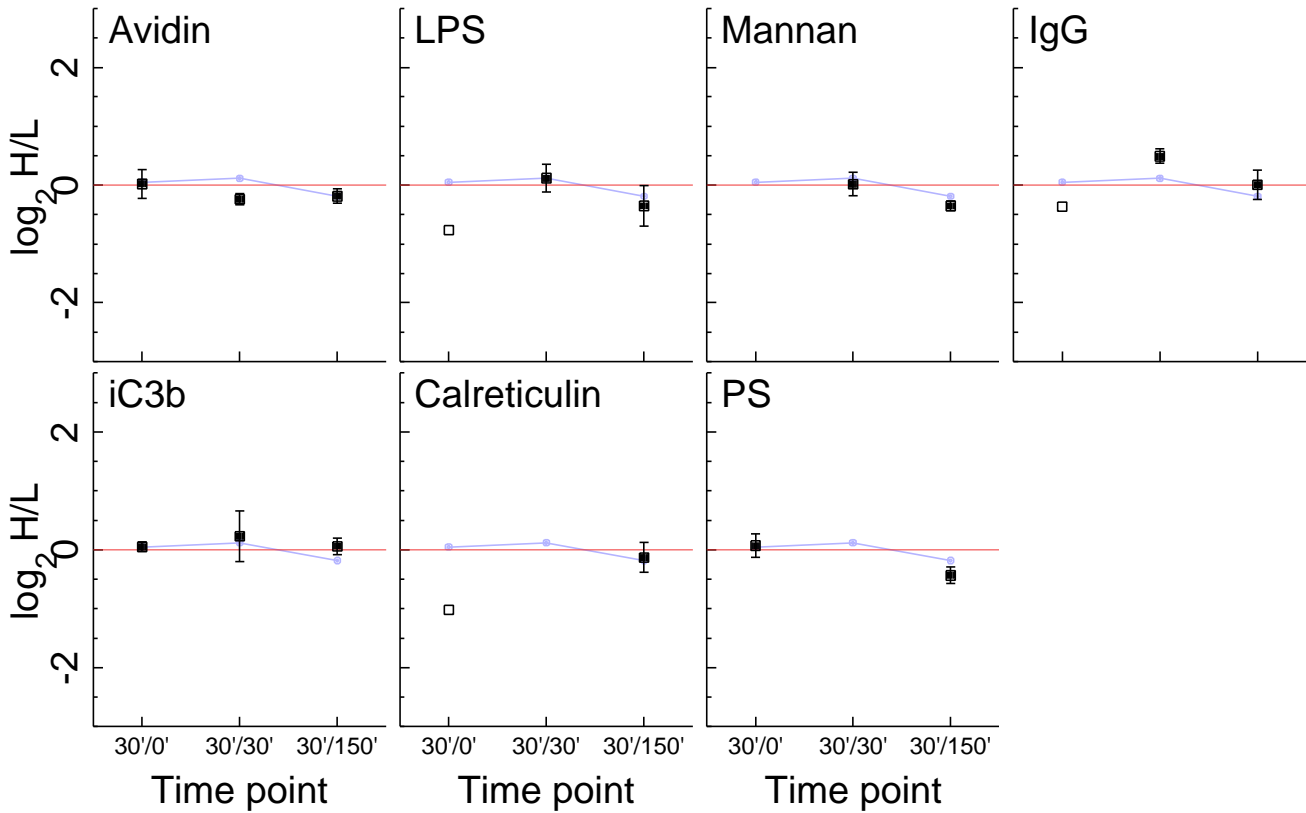 Avidin
LPS
Mannan
IgG
log2 H/L
2
0
-2
iC3b
Calreticulin
PS
log2 H/L
2
0
-2
30'/0' 30'/30' 30'/150'
30'/0' 30'/30' 30'/150'
30'/0' 30'/30' 30'/150'
Time point
Time point
Time point